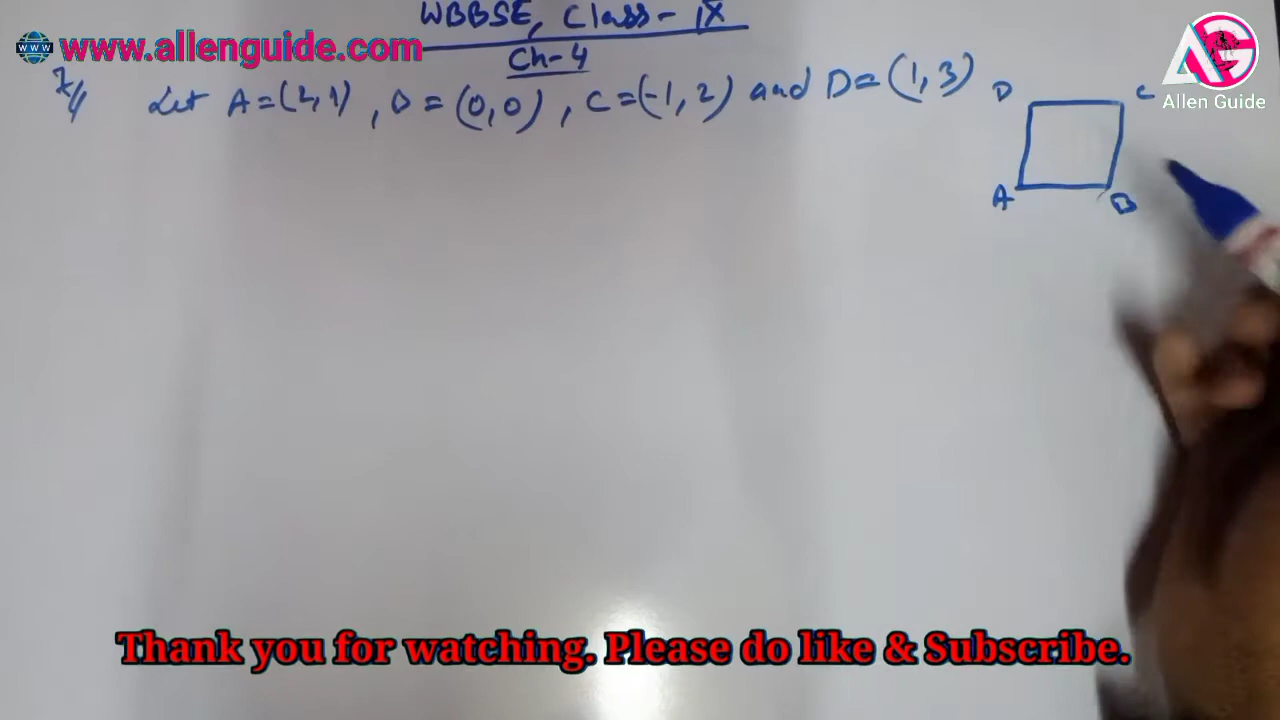 WBBSE, Class - IX
www.allenguide.com
Ch-4
7//
Let A = (2, 1), B = (0,0), C = (-1, 2) and D = (1, 3)
D C
A B
Allen Guide
Thank you for watching. Please do like & Subscribe.